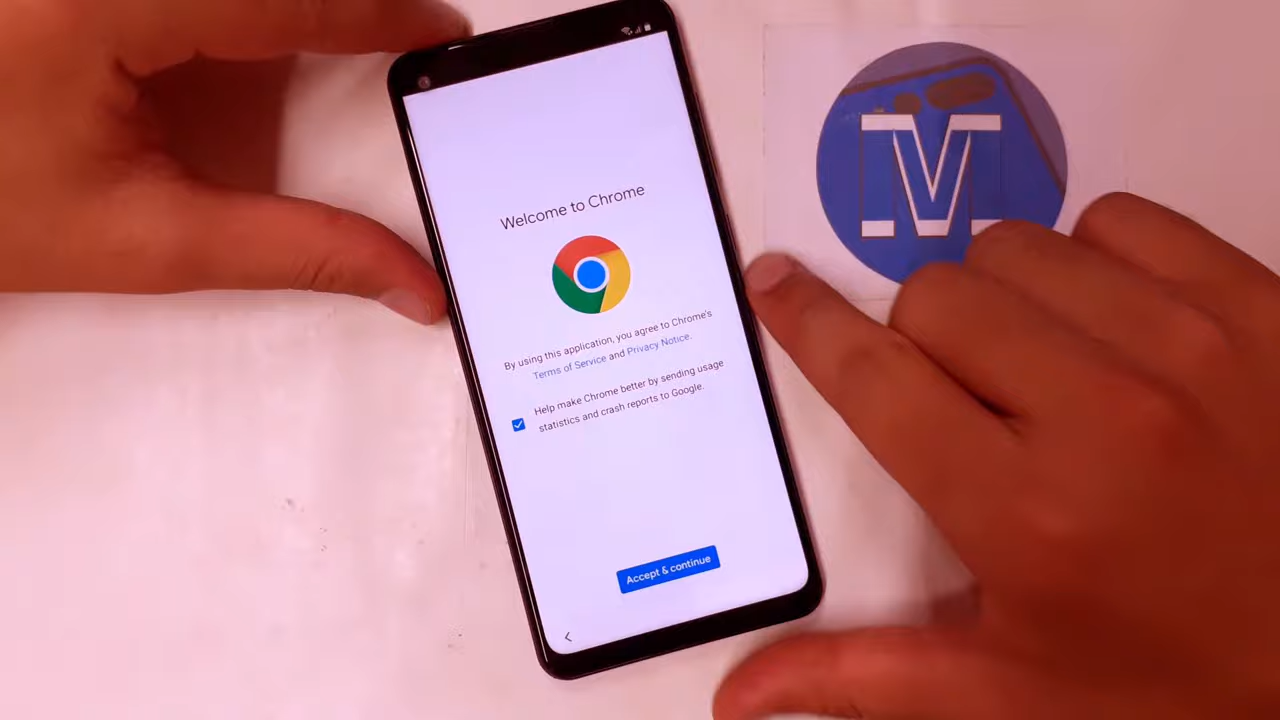 Welcome to Chrome
By using this application, you agree to Chrome's
Terms of Service and Privacy Notice.
Help make Chrome better by sending usage
statistics and crash reports to Google.
Accept & continue
M